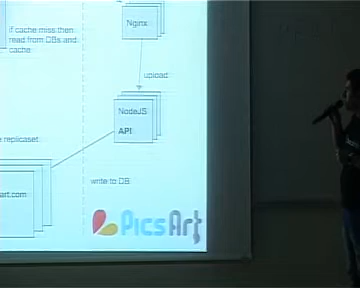 Nginx
if cache miss then
read from DBs and
cache
upload
NodeJS
API
replicaset
art.com
write to DB
PicsArt